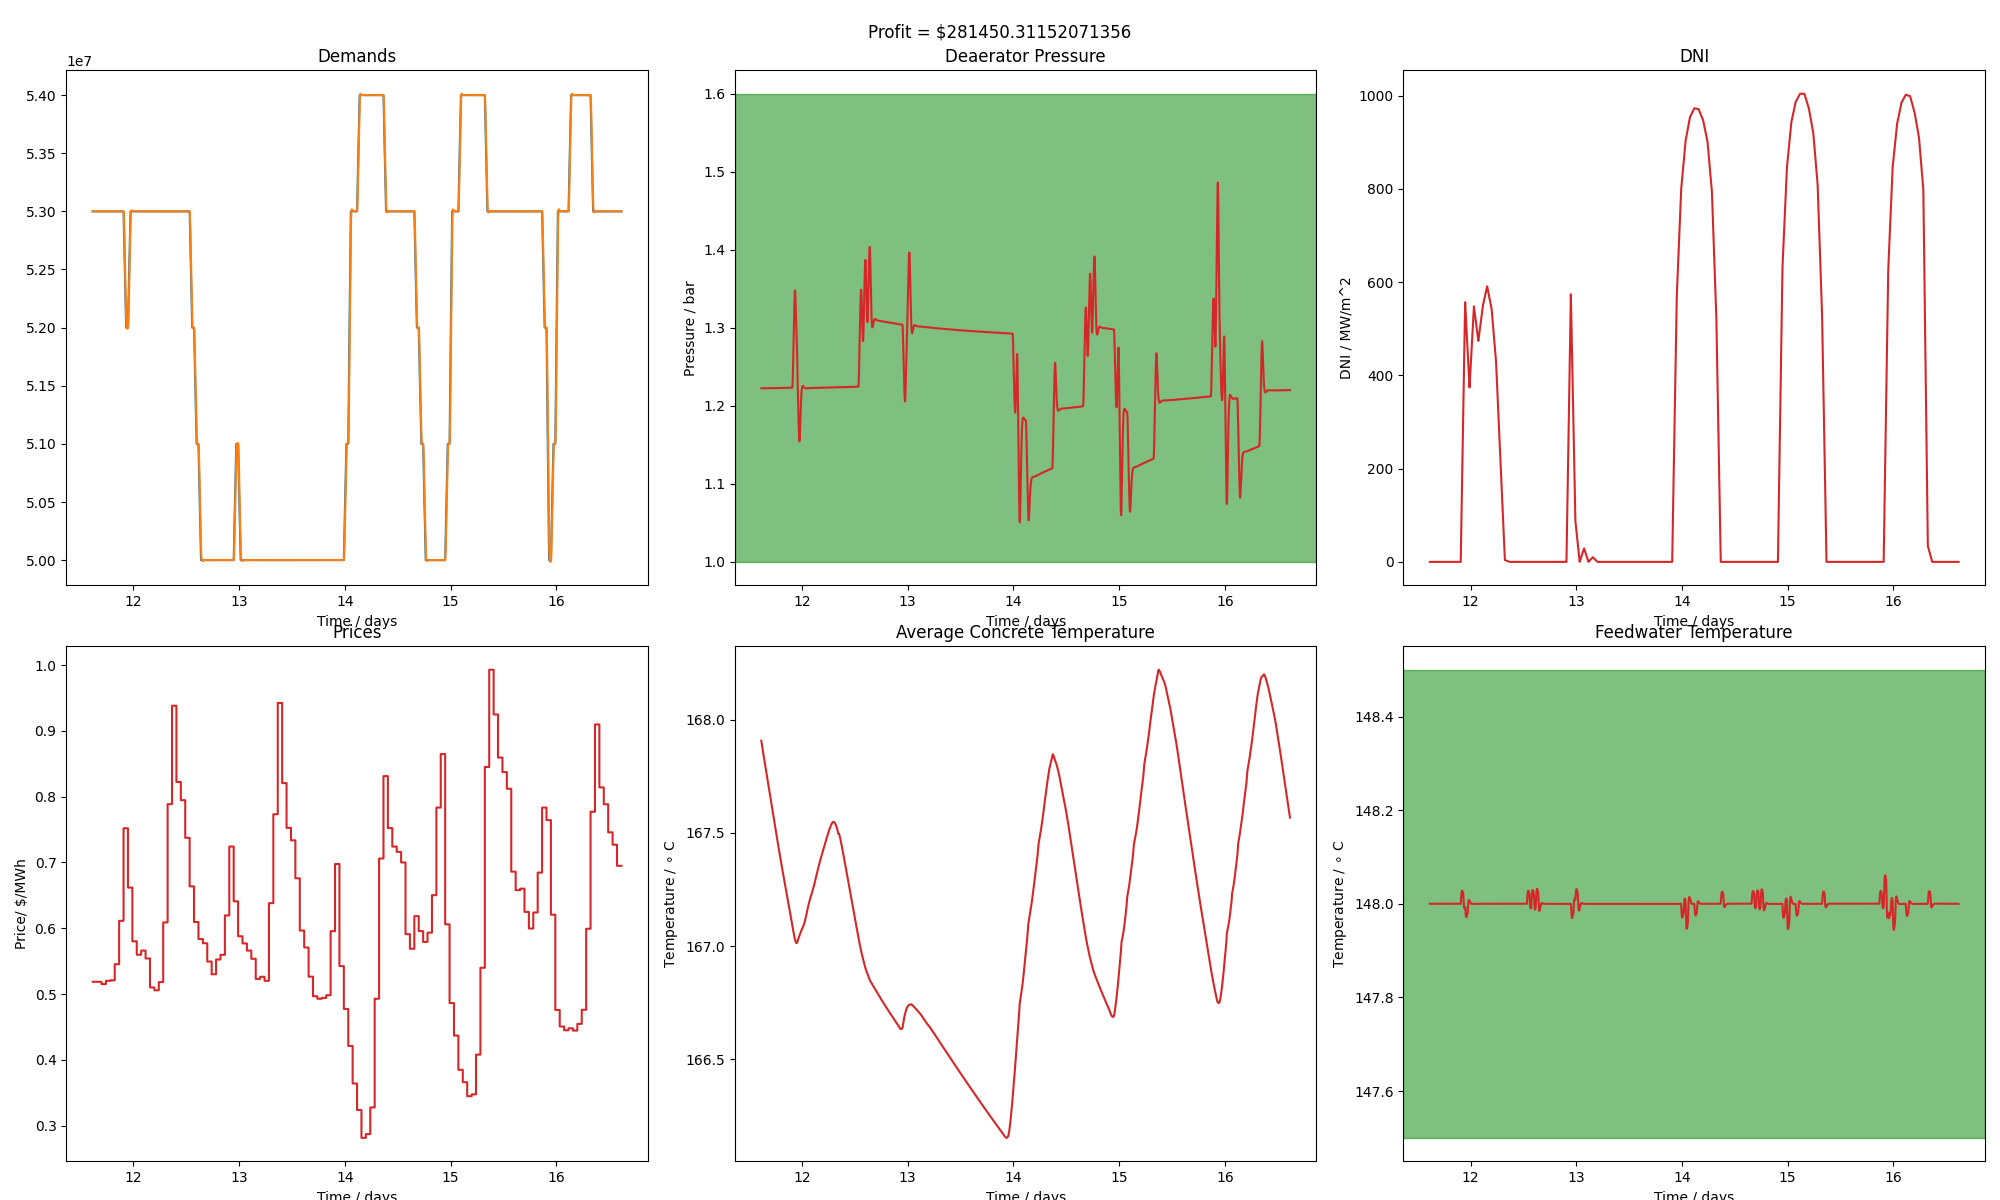 Profit = $281450.31152071356
Demands
1e7
5.40
5.35
5.30
5.25
5.20
5.15
5.10
5.05
5.00
12 13 14 15 16
Time / days
Deaerator Pressure
Pressure / bar
1.6
1.5
1.4
1.3
1.2
1.1
1.0
12 13 14 15 16
Time / days
DNI
DNI / MW/m^2
1000
800
600
400
200
0
12 13 14 15 16
Time / days
Prices
Price/ $/MWh
1.0
0.9
0.8
0.7
0.6
0.5
0.4
0.3
12 13 14 15 16
Time / days
Average Concrete Temperature
Temperature / ∘ C
168.0
167.5
167.0
166.5
12 13 14 15 16
Time / days
Feedwater Temperature
Temperature / ∘ C
148.4
148.2
148.0
147.8
147.6
12 13 14 15 16
Time / days